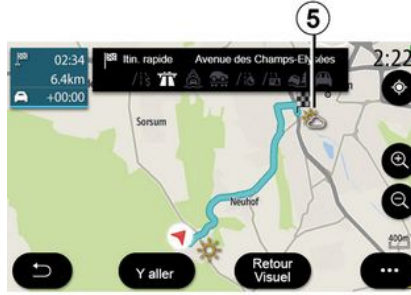 5
02:34
6.4km
+00:00
Itin. rapide Avenue des Champs-Elysées
2:22
Sorsum
Neuhof
400m
Y aller
Retour
Visuel